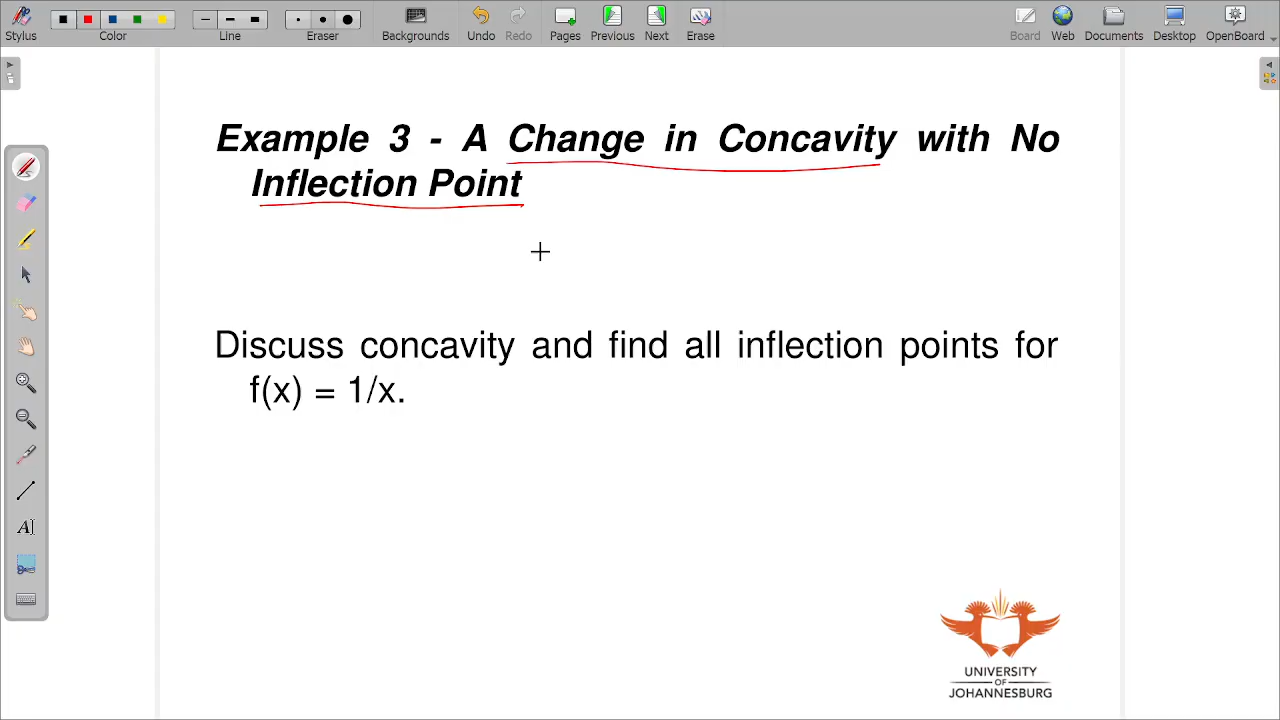 Stylus
Color
Line
Eraser
Backgrounds
Undo
Redo
Pages
Previous
Next
Erase
Board
Web
Documents
Desktop
OpenBoard
Example 3 - A Change in Concavity with No
Inflection Point
Discuss concavity and find all inflection points for
f(x) = 1/x.
AI
UNIVERSITY
OF
JOHANNESBURG